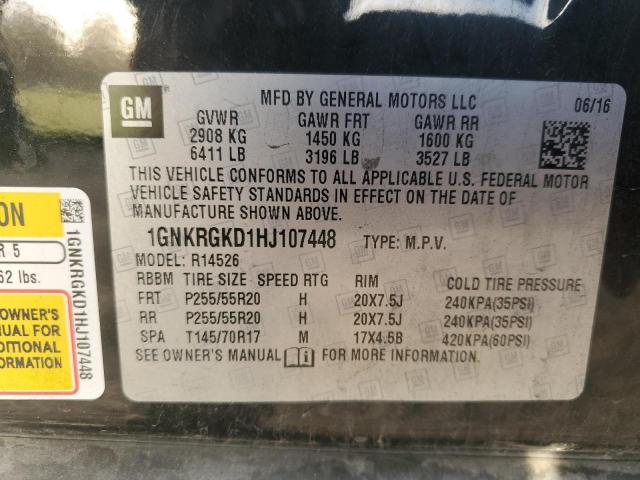 GM
MFD BY GENERAL MOTORS LLC 06/16
GVWR GAWR FRT GAWR RR
2908 KG 1450 KG 1600 KG
6411 LB 3196 LB 3527 LB
THIS VEHICLE CONFORMS TO ALL APPLICABLE U.S. FEDERAL MOTOR
VEHICLE SAFETY STANDARDS IN EFFECT ON THE DATE OF
MANUFACTURE SHOWN ABOVE.
1GNKRGKD1HJ107448 TYPE: M.P.V.
MODEL: R14526
RBBM TIRE SIZE SPEED RTG RIM COLD TIRE PRESSURE
FRT P255/55R20 H 20X7.5J 240KPA(35PSI)
RR P255/55R20 H 20X7.5J 240KPA(35PSI)
SPA T145/70R17 M 17X4.5B 420KPA(60PSI)
SEE OWNER'S MANUAL FOR MORE INFORMATION.
ON
R 5
62 lbs.
OWNER'S
NUAL FOR
DITIONAL
ORMATION
1GNKRGKD1HJ107448